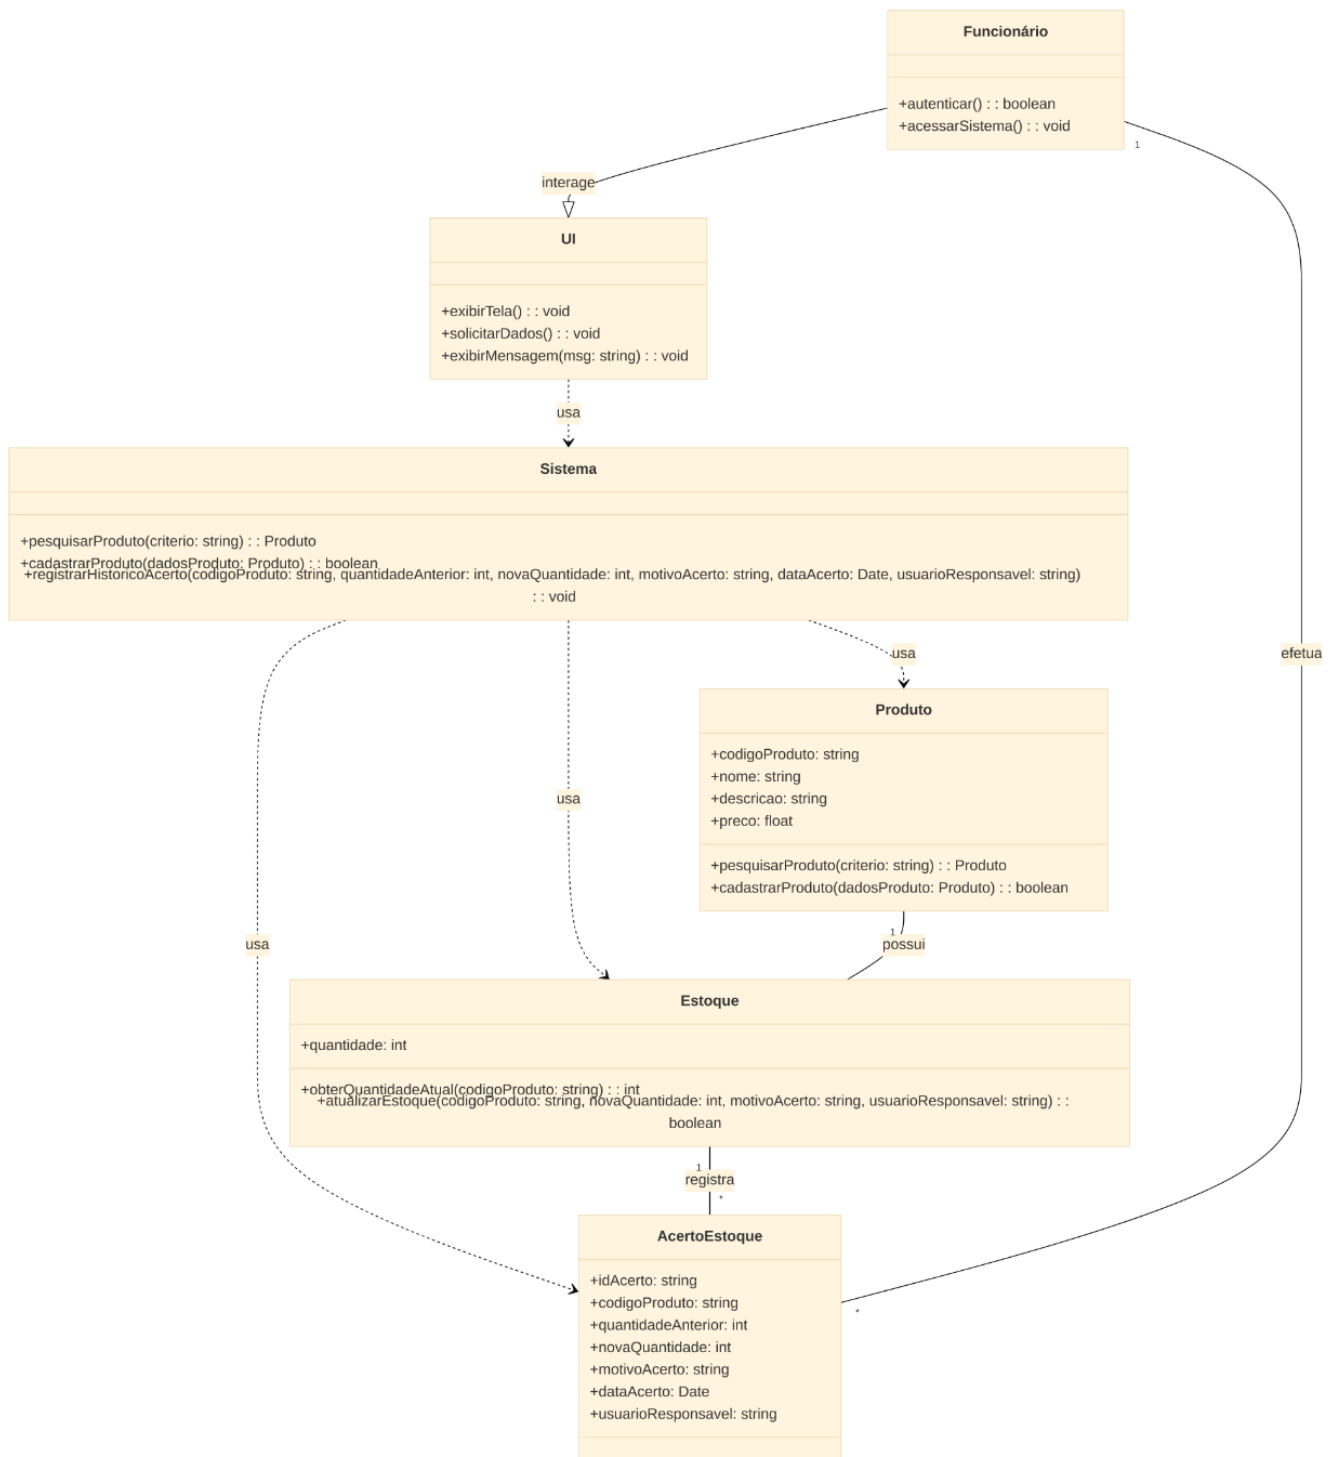 Funcionário
+autenticar() : : boolean
+acessarSistema() : : void
1
interage
UI
+exibirTela() : : void
+solicitarDados() : : void
+exibirMensagem(msg: string) : : void
usa
Sistema
+pesquisarProduto(criterio: string) : : Produto
+cadastrarProduto(dadosProduto: Produto) : : boolean
+registrarHistoricoAcerto(codigoProduto: string, quantidadeAnterior: int, novaQuantidade: int, motivoAcerto: string, dataAcerto: Date, usuarioResponsavel: string)
: : void
usa
efetua
Produto
+codigoProduto: string
+nome: string
+descricao: string
+preco: float
usa
+pesquisarProduto(criterio: string) : : Produto
+cadastrarProduto(dadosProduto: Produto) : : boolean
1
usa
possui
Estoque
+quantidade: int
+obterQuantidadeAtual(codigoProduto: string) : : int
+atualizarEstoque(codigoProduto: string, novaQuantidade: int, motivoAcerto: string, usuarioResponsavel: string) : :
boolean
1
registra
*
AcertoEstoque
+idAcerto: string
+codigoProduto: string
+quantidadeAnterior: int
*
+novaQuantidade: int
+motivoAcerto: string
+dataAcerto: Date
+usuarioResponsavel: string